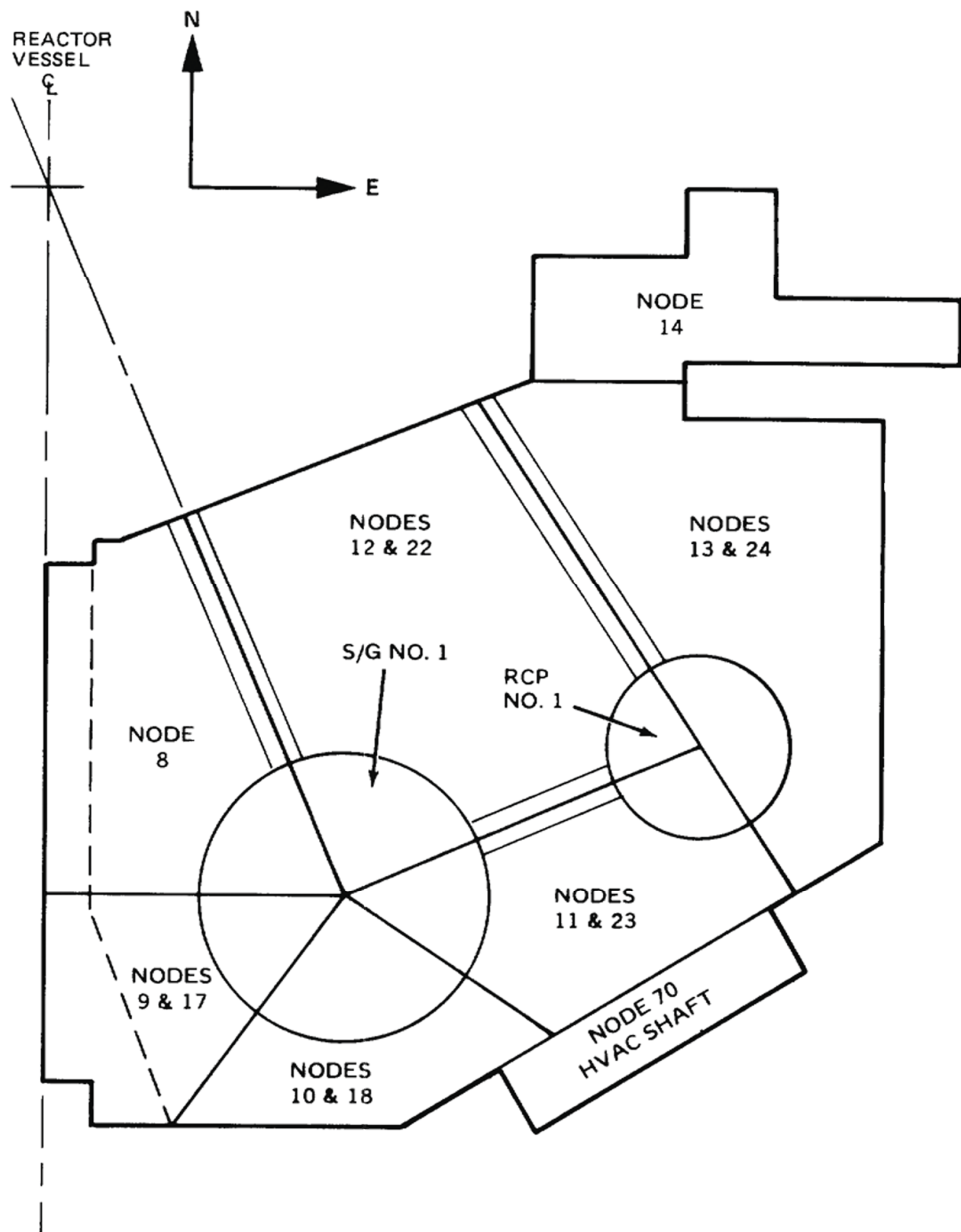 N
REACTOR
VESSEL
℄
E
NODE
14
NODES
12 & 22
NODES
13 & 24
S/G NO. 1
RCP
NO. 1
NODE
8
NODES
11 & 23
NODES
9 & 17
NODE 70
HVAC SHAFT
NODES
10 & 18